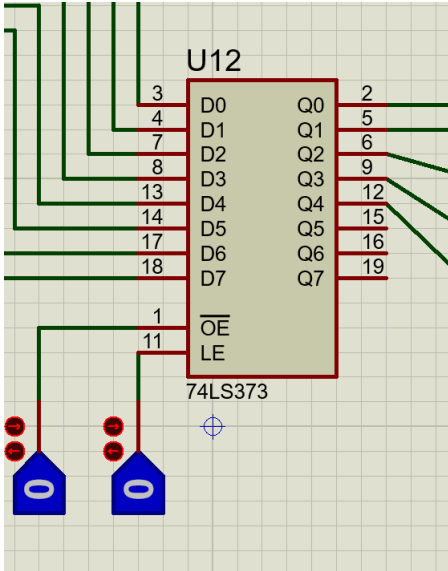 U12
3 D0 Q0 2
4 D1 Q1 5
7 D2 Q2 6
8 D3 Q3 9
13 D4 Q4 12
14 D5 Q5 15
17 D6 Q6 16
18 D7 Q7 19
1 OE
11 LE
74LS373
0 0